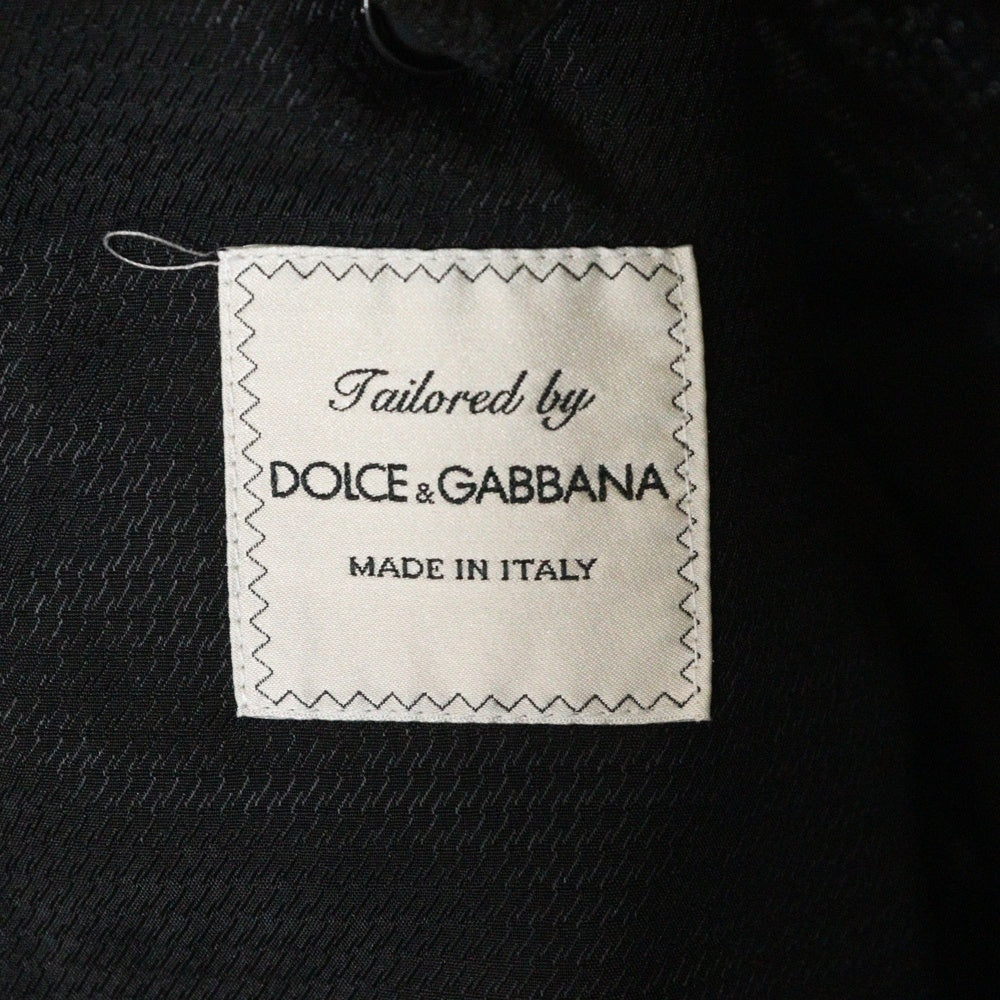 Tailored by
DOLCE & GABBANA
MADE IN ITALY